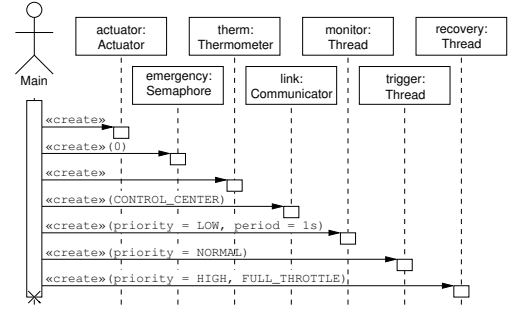 actuator:
Actuator
therm:
Thermometer
monitor:
Thread
recovery:
Thread
Main
emergency:
Semaphore
link:
Communicator
trigger:
Thread
«create»
«create»(0)
«create»
«create»(CONTROL_CENTER)
«create»(priority = LOW, period = 1s)
«create»(priority = NORMAL)
«create»(priority = HIGH, FULL_THROTTLE)